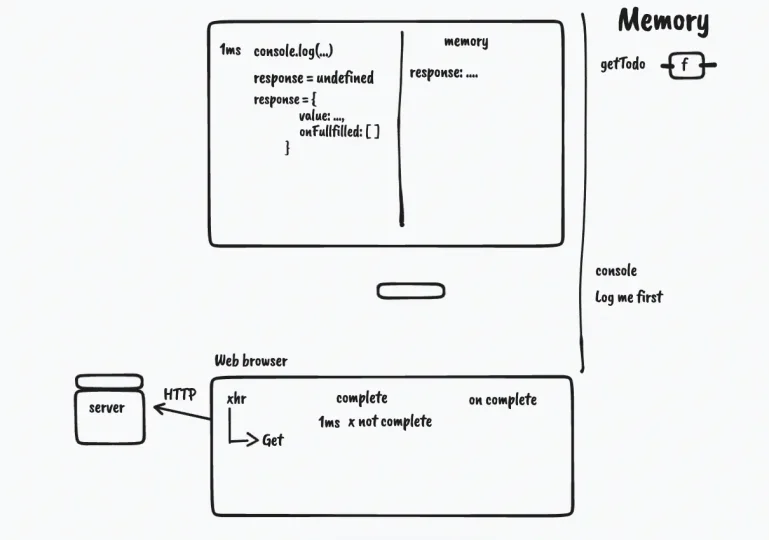 Memory
getTodo f
1ms console.log(...)
response = undefined
response = {
value: ...,
onFullfilled: [ ]
}
memory
response: ....
console
Log me first
Web browser
server
HTTP
xhr
Get
complete
1ms x not complete
on complete